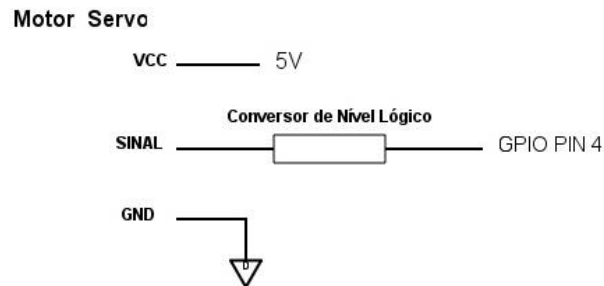 Motor Servo
VCC 5V
Conversor de Nível Lógico
SINAL GPIO PIN 4
GND
D